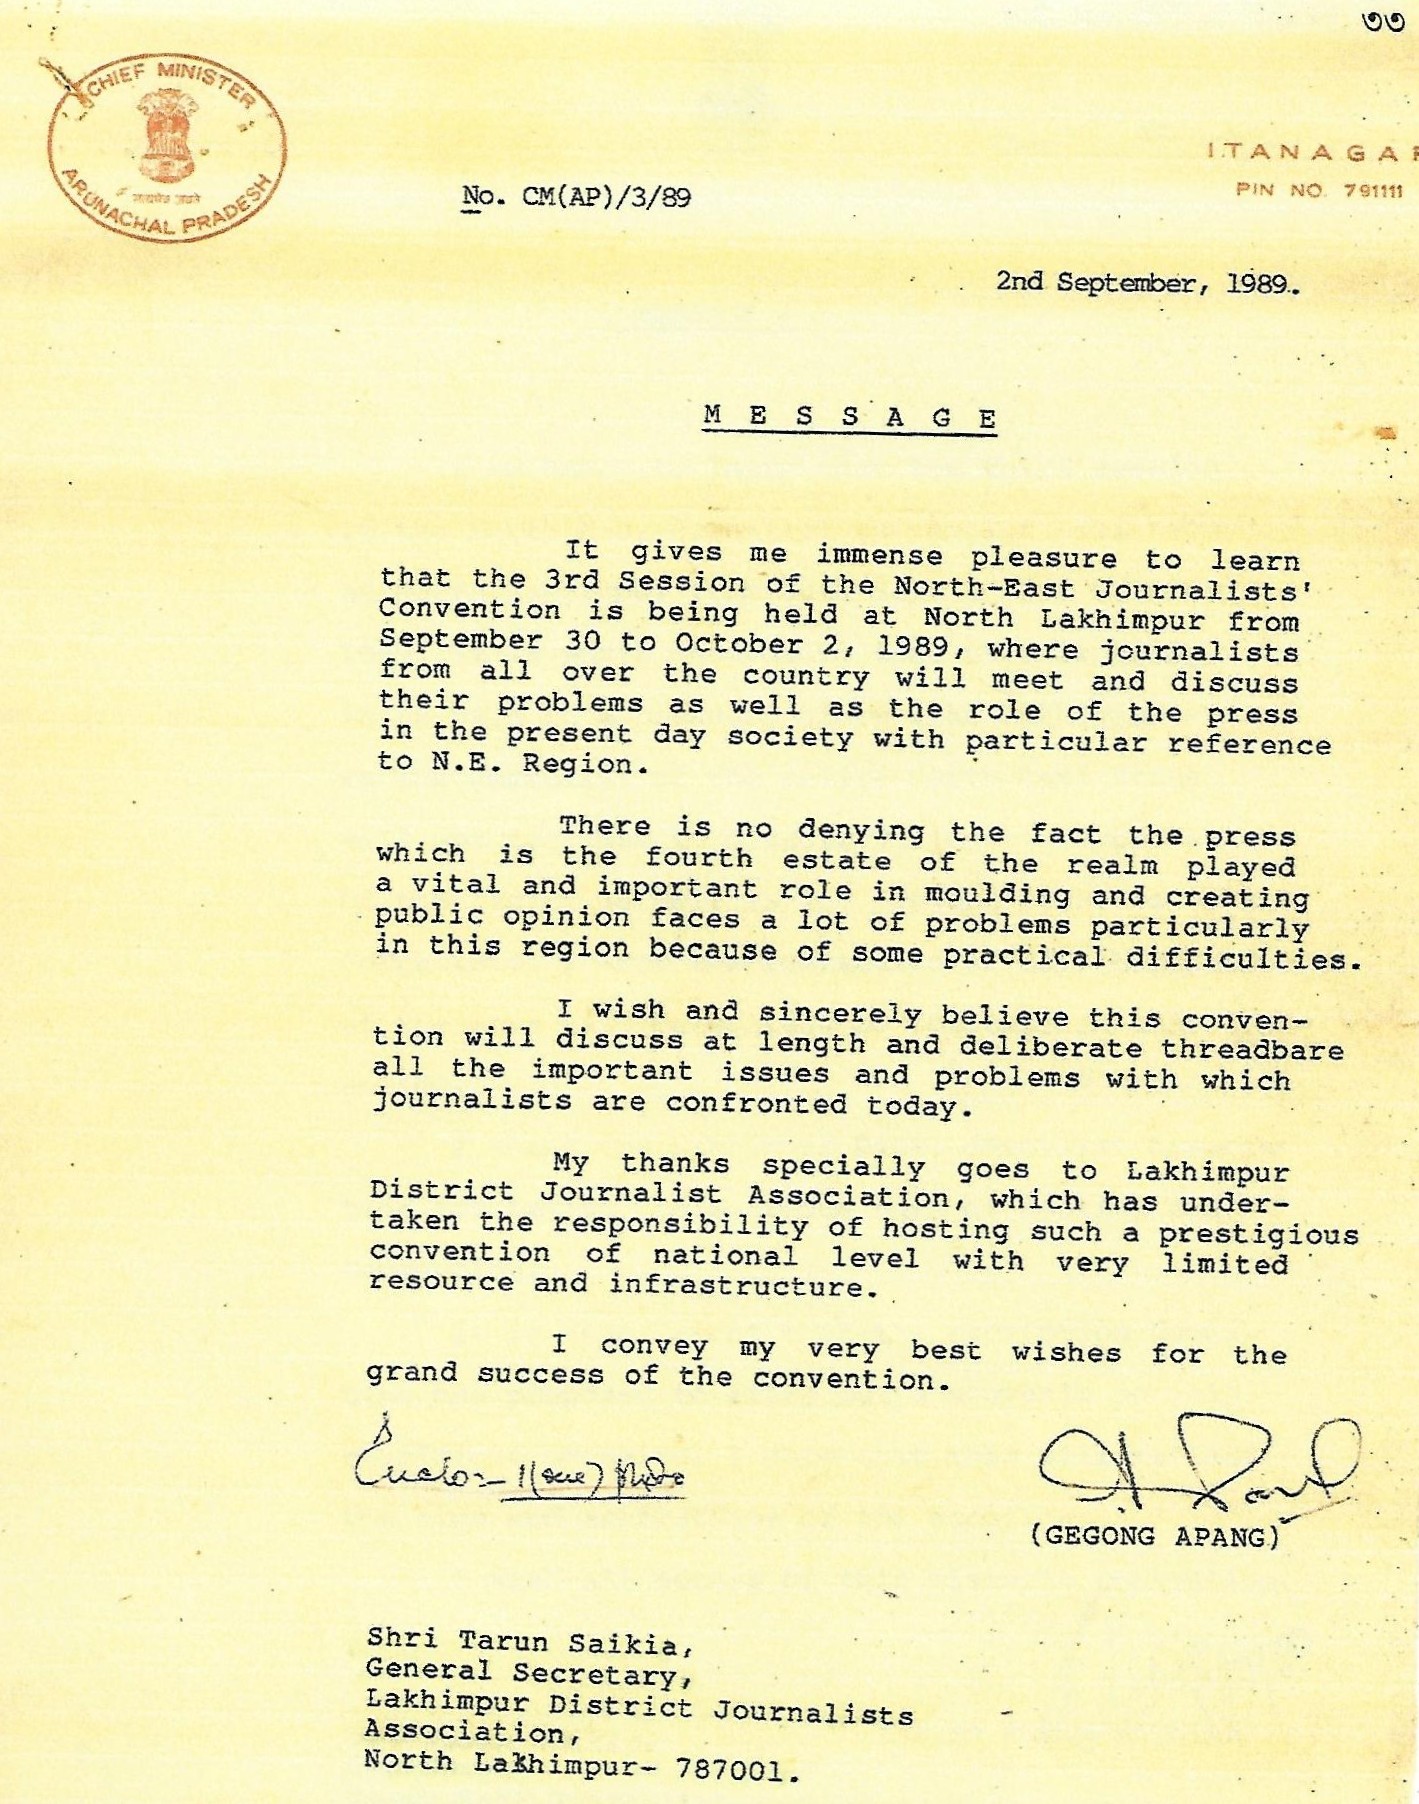 ৩৩
CHIEF MINISTER
सत्यमेव जयते
ARUNACHAL PRADESH
ITANAGAR
PIN NO. 791111
No. CM(AP)/3/89
2nd September, 1989.
M E S S A G E
It gives me immense pleasure to learn
that the 3rd Session of the North-East Journalists'
Convention is being held at North Lakhimpur from
September 30 to October 2, 1989, where journalists
from all over the country will meet and discuss
their problems as well as the role of the press
in the present day society with particular reference
to N.E. Region.
There is no denying the fact the press
which is the fourth estate of the realm played
a vital and important role in moulding and creating
public opinion faces a lot of problems particularly
in this region because of some practical difficulties.
I wish and sincerely believe this conven-
tion will discuss at length and deliberate threadbare
all the important issues and problems with which
journalists are confronted today.
My thanks specially goes to Lakhimpur
District Journalist Association, which has under-
taken the responsibility of hosting such a prestigious
convention of national level with very limited
resource and infrastructure.
I convey my very best wishes for the
grand success of the convention.
Enclo:- 1(one) photo
(GEGONG APANG)
Shri Tarun Saikia,
General Secretary,
Lakhimpur District Journalists
Association,
North Lakhimpur- 787001.